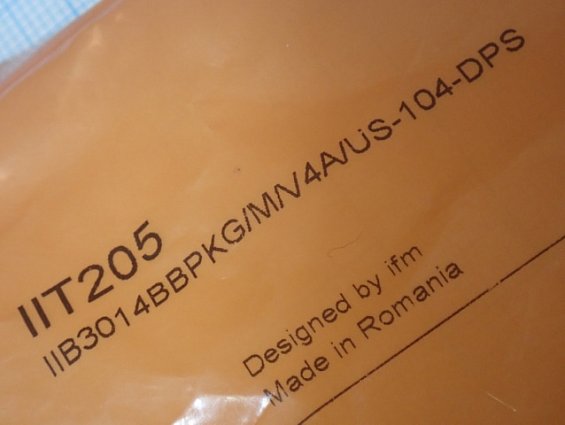 IIT205
IIB3014BBPKG/M/V4A/US-104-DPS
Designed by ifm
Made in Romania